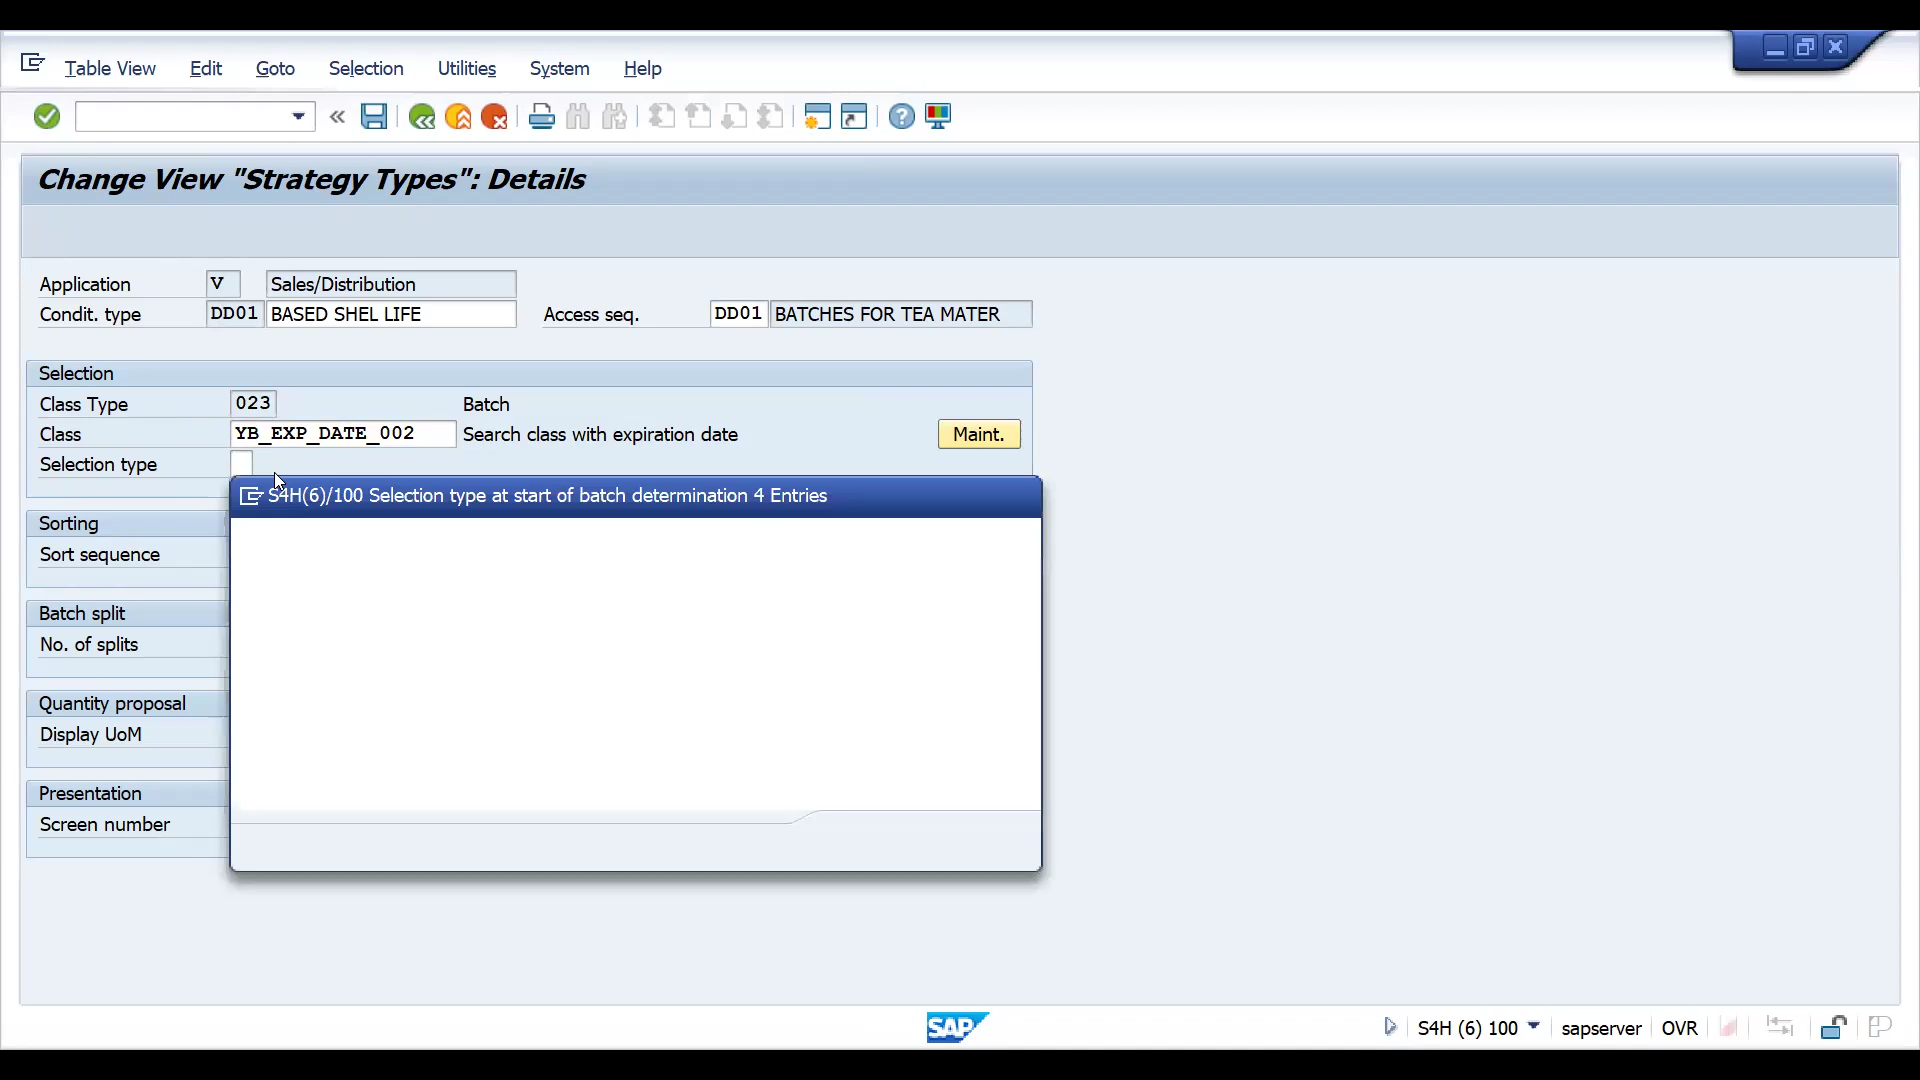 Table View Edit Goto Selection Utilities System Help
Change View "Strategy Types": Details
Application V Sales/Distribution
Condit. type DD01 BASED SHEL LIFE Access seq. DD01 BATCHES FOR TEA MATER
Selection
Class Type 023 Batch
Class YB_EXP_DATE_002 Search class with expiration date Maint.
Selection type
S4H(6)/100 Selection type at start of batch determination 4 Entries
Sorting
Sort sequence
Batch split
No. of splits
Quantity proposal
Display UoM
Presentation
Screen number
SAP S4H (6) 100 sapserver OVR